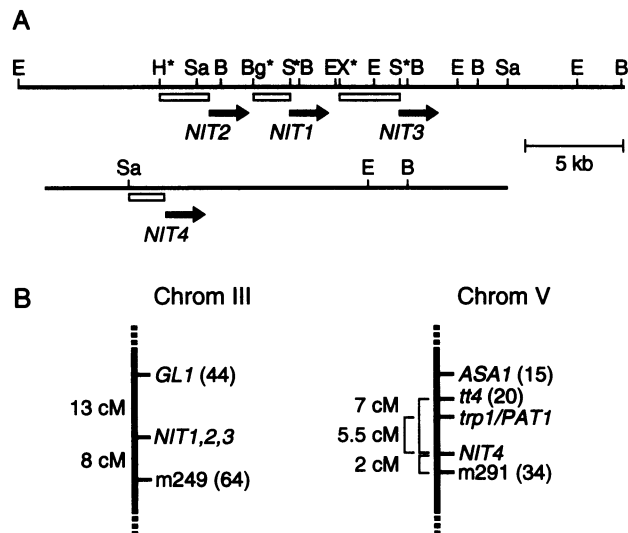 A
E H* Sa B Bg* S*B EX* E S*B E B Sa E B
NIT2 NIT1 NIT3
5 kb
Sa E B
NIT4
B
Chrom III Chrom V
GL1 (44)
13 cM
NIT1,2,3
8 cM
m249 (64)
ASA1 (15)
7 cM
tt4 (20)
trp1/PAT1
5.5 cM
NIT4
2 cM
m291 (34)